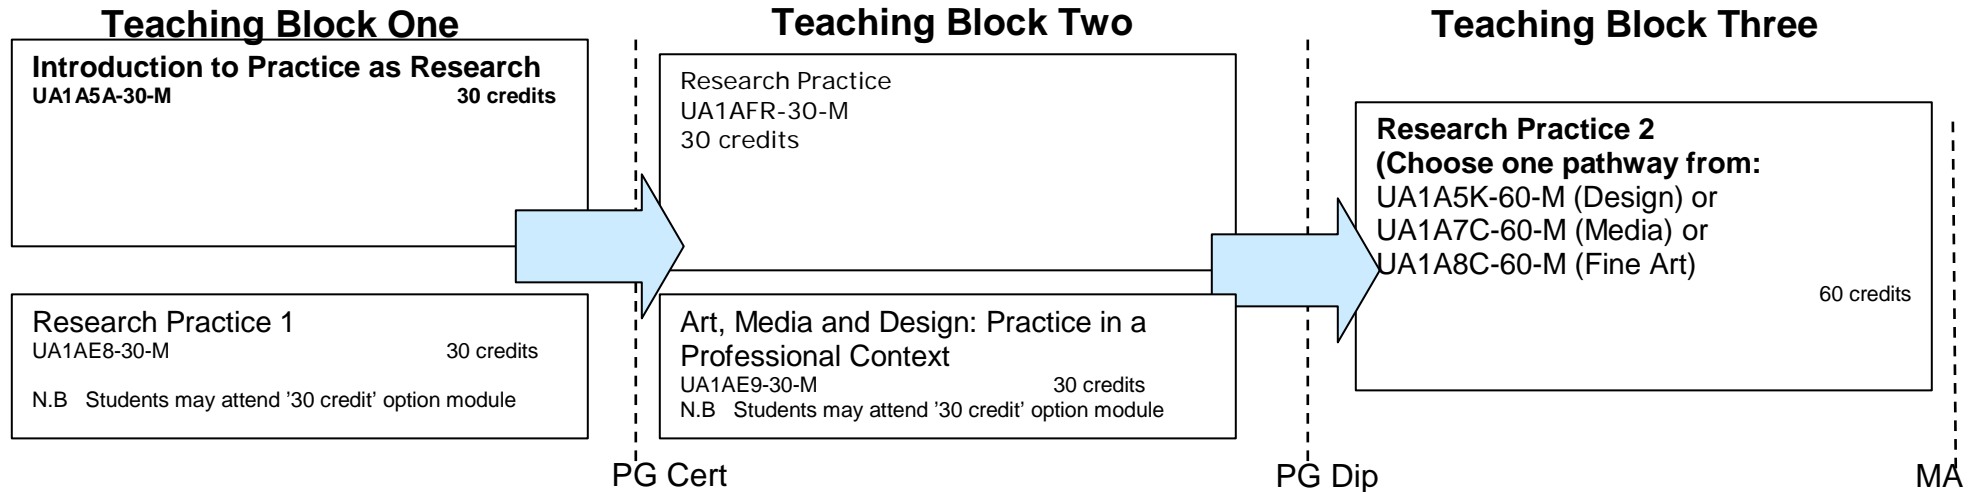 Teaching Block One
Introduction to Practice as Research
UA1A5A-30-M 30 credits
Research Practice 1
UA1AE8-30-M 30 credits
N.B Students may attend '30 credit' option module
PG Cert
Teaching Block Two
Research Practice
UA1AFR-30-M
30 credits
Art, Media and Design: Practice in a
Professional Context
UA1AE9-30-M 30 credits
N.B Students may attend '30 credit' option module
PG Dip
Teaching Block Three
Research Practice 2
(Choose one pathway from:
UA1A5K-60-M (Design) or
UA1A7C-60-M (Media) or
UA1A8C-60-M (Fine Art)
60 credits
MA